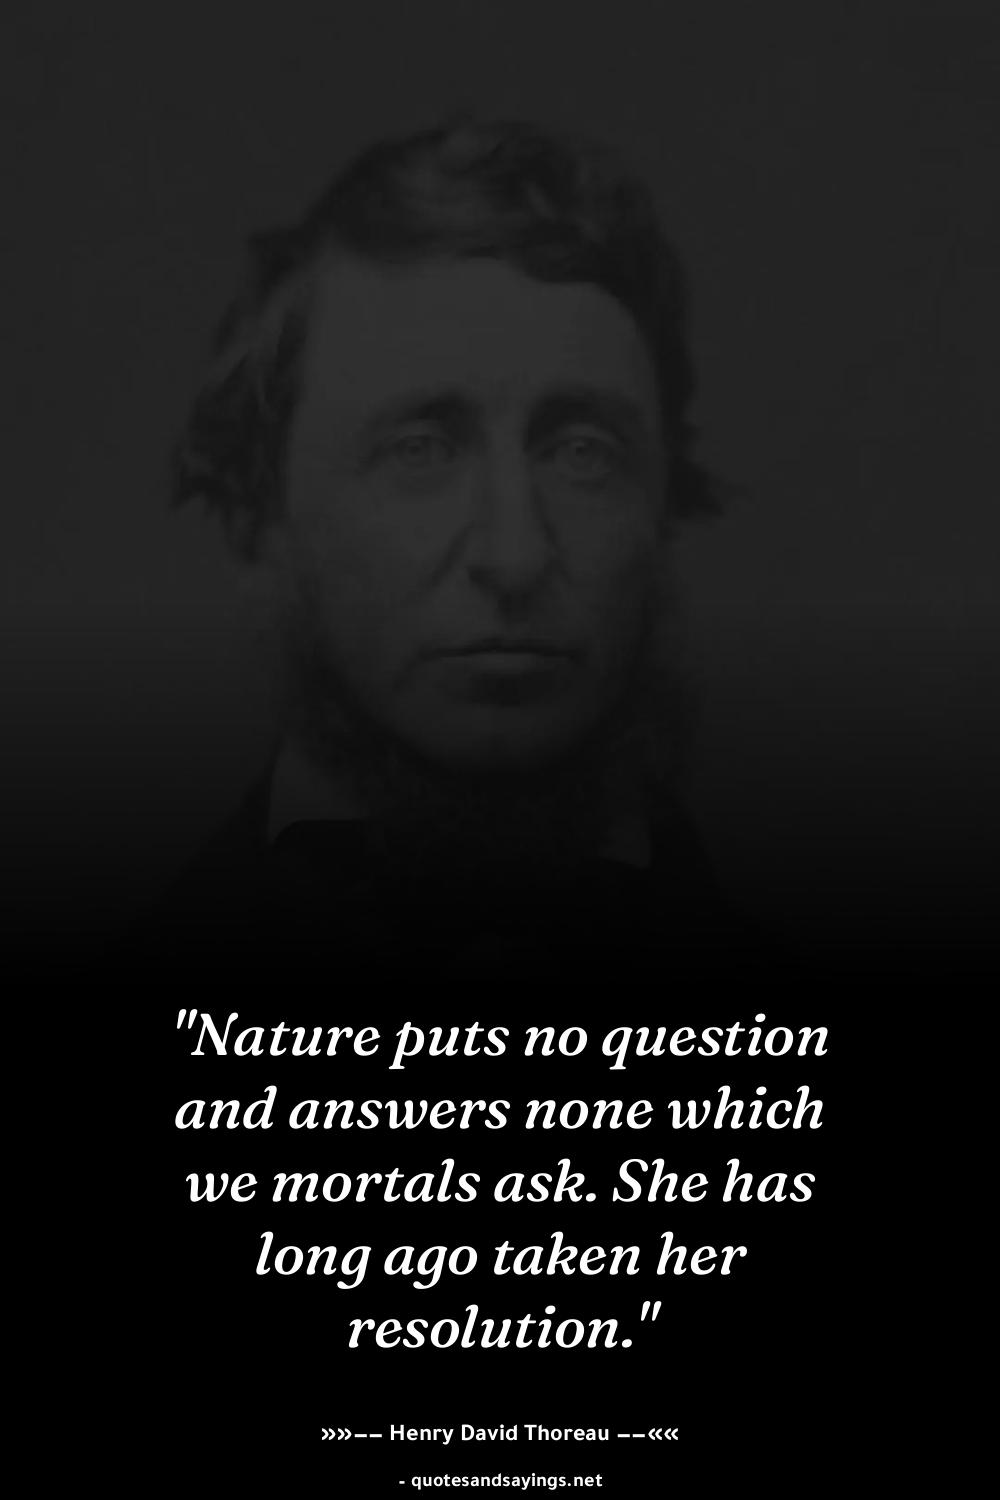 "Nature puts no question
and answers none which
we mortals ask. She has
long ago taken her
resolution."
»»−− Henry David Thoreau −−««
- quotesandsayings.net